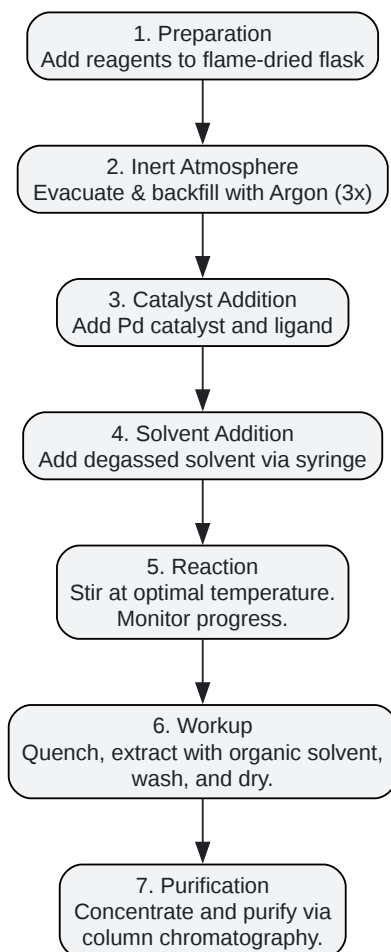 1. Preparation
Add reagents to flame-dried flask
2. Inert Atmosphere
Evacuate & backfill with Argon (3x)
3. Catalyst Addition
Add Pd catalyst and ligand
4. Solvent Addition
Add degassed solvent via syringe
5. Reaction
Stir at optimal temperature.
Monitor progress.
6. Workup
Quench, extract with organic solvent,
wash, and dry.
7. Purification
Concentrate and purify via
column chromatography.